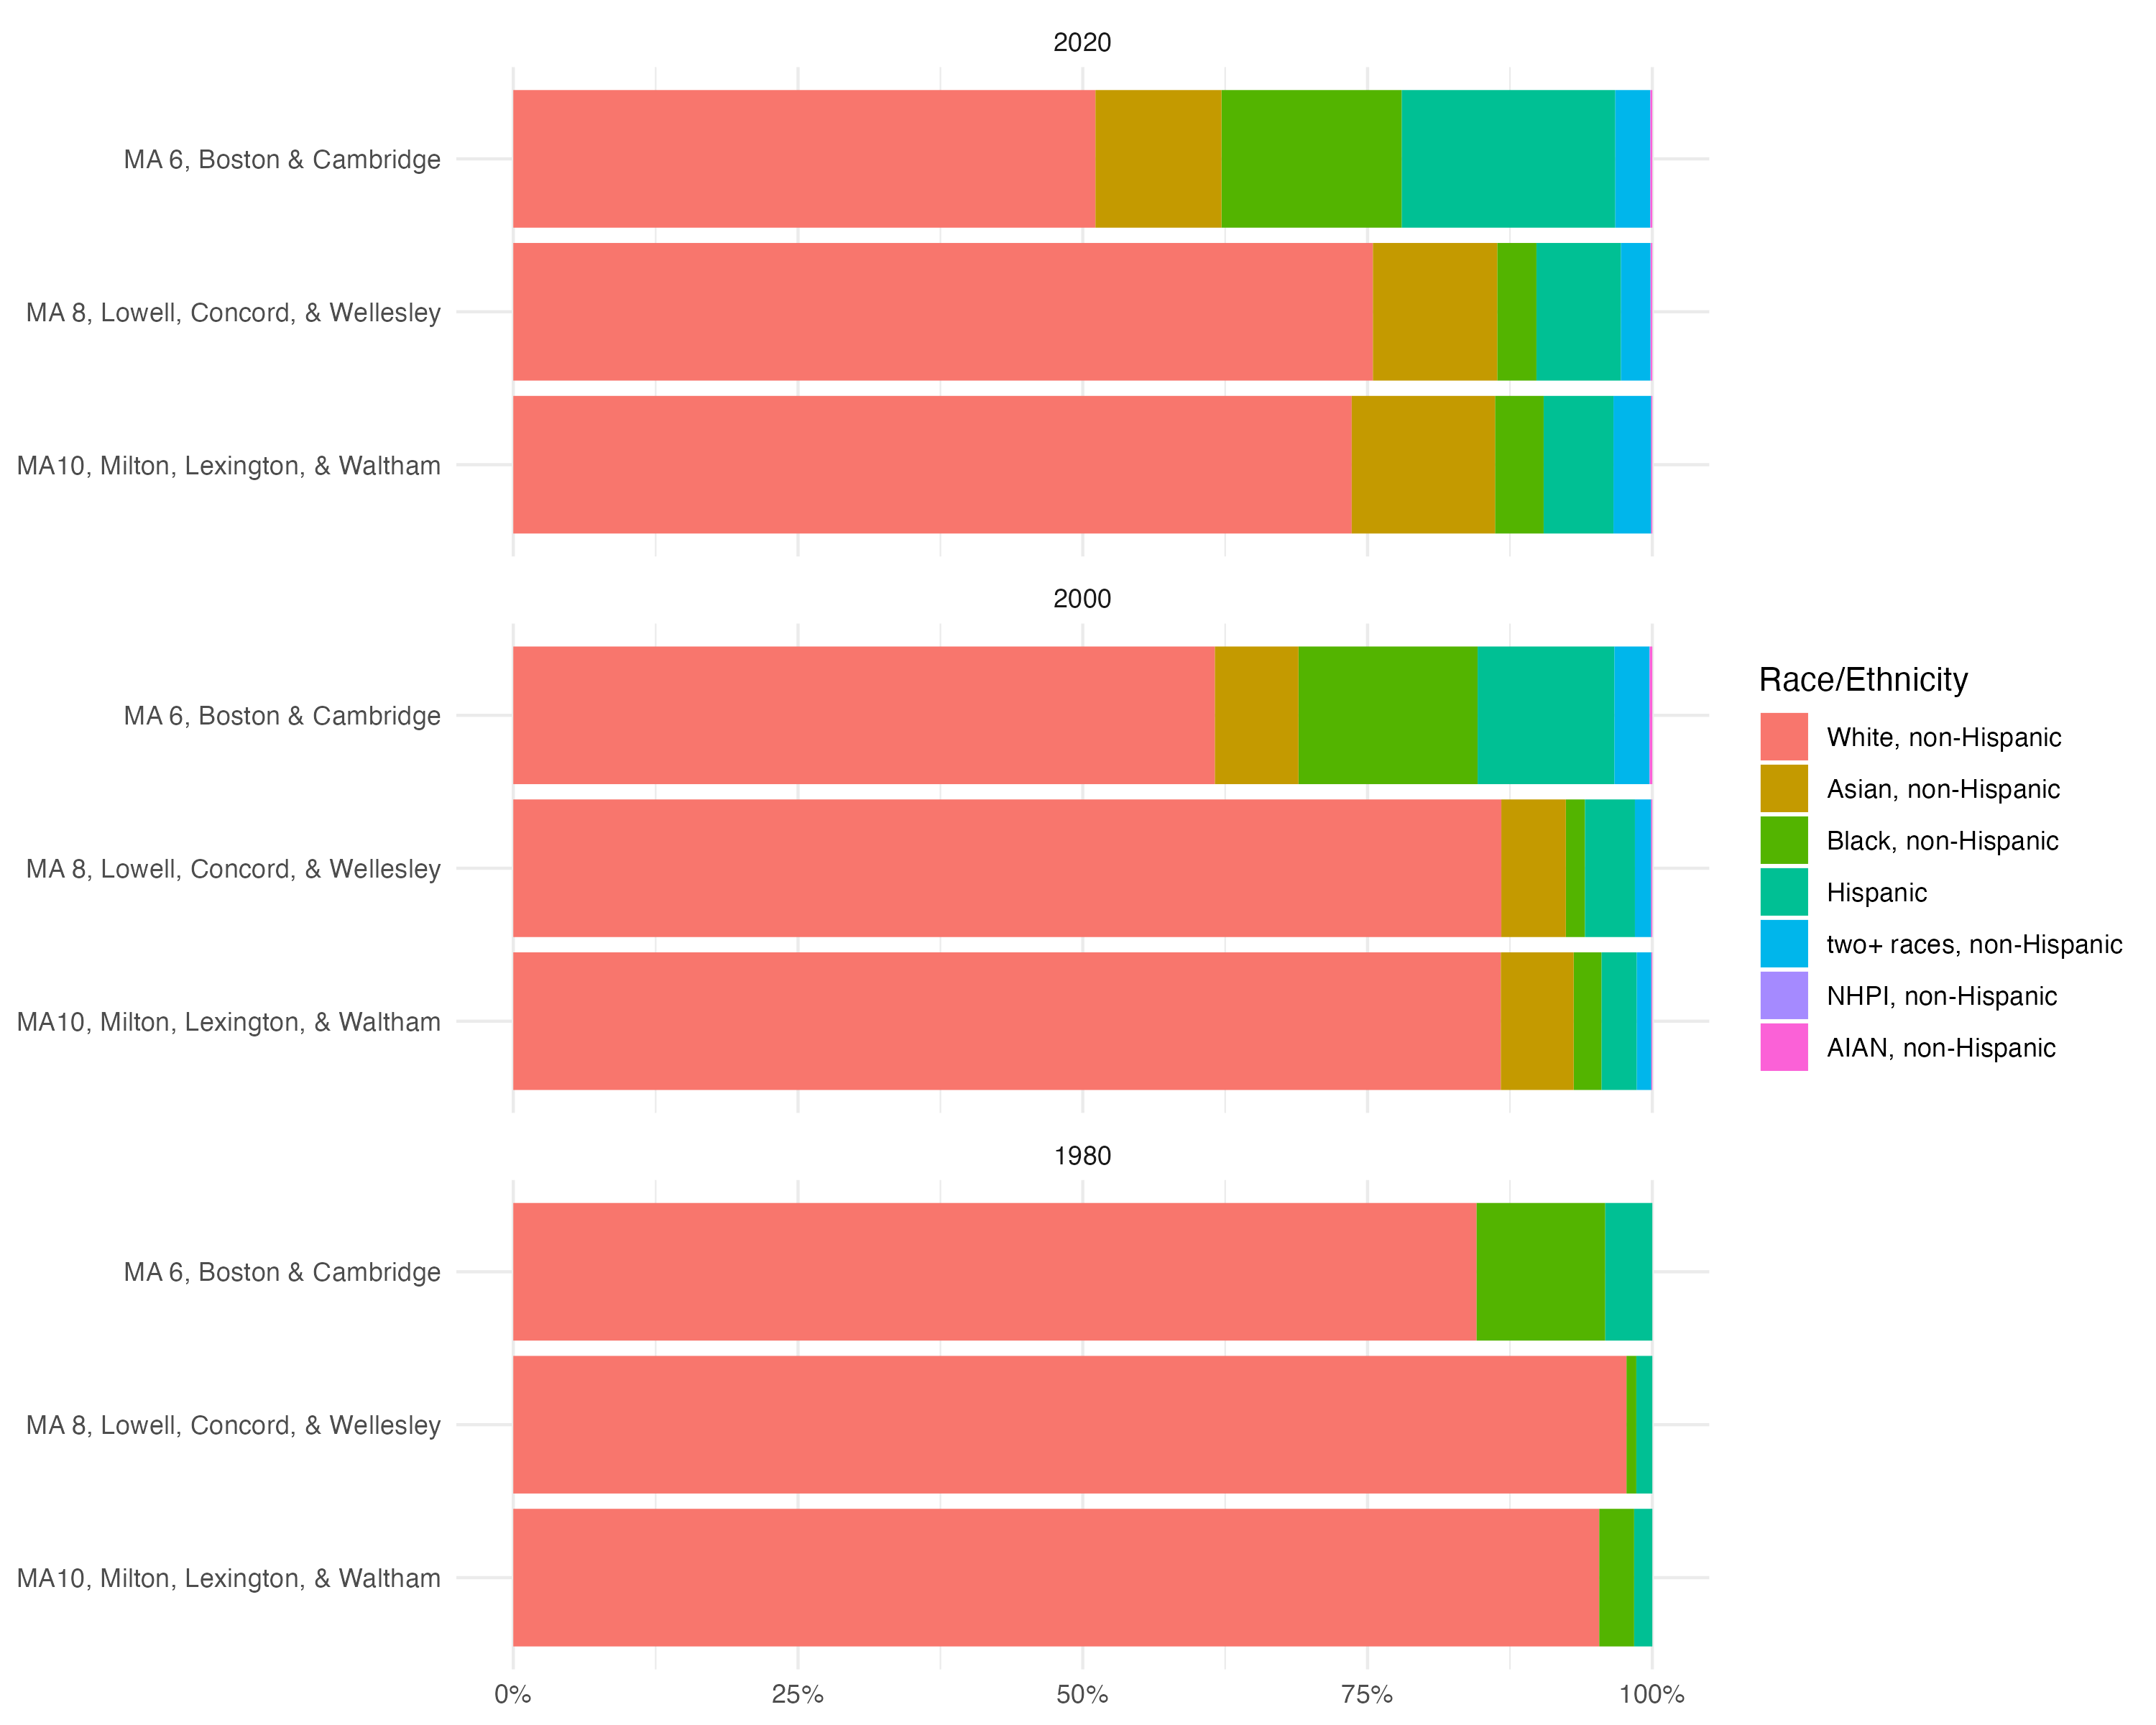 2020
MA 6, Boston & Cambridge
MA 8, Lowell, Concord, & Wellesley
MA10, Milton, Lexington, & Waltham
2000
MA 6, Boston & Cambridge
MA 8, Lowell, Concord, & Wellesley
MA10, Milton, Lexington, & Waltham
1980
MA 6, Boston & Cambridge
MA 8, Lowell, Concord, & Wellesley
MA10, Milton, Lexington, & Waltham
0% 25% 50% 75% 100%
Race/Ethnicity
White, non-Hispanic
Asian, non-Hispanic
Black, non-Hispanic
Hispanic
two+ races, non-Hispanic
NHPI, non-Hispanic
AIAN, non-Hispanic